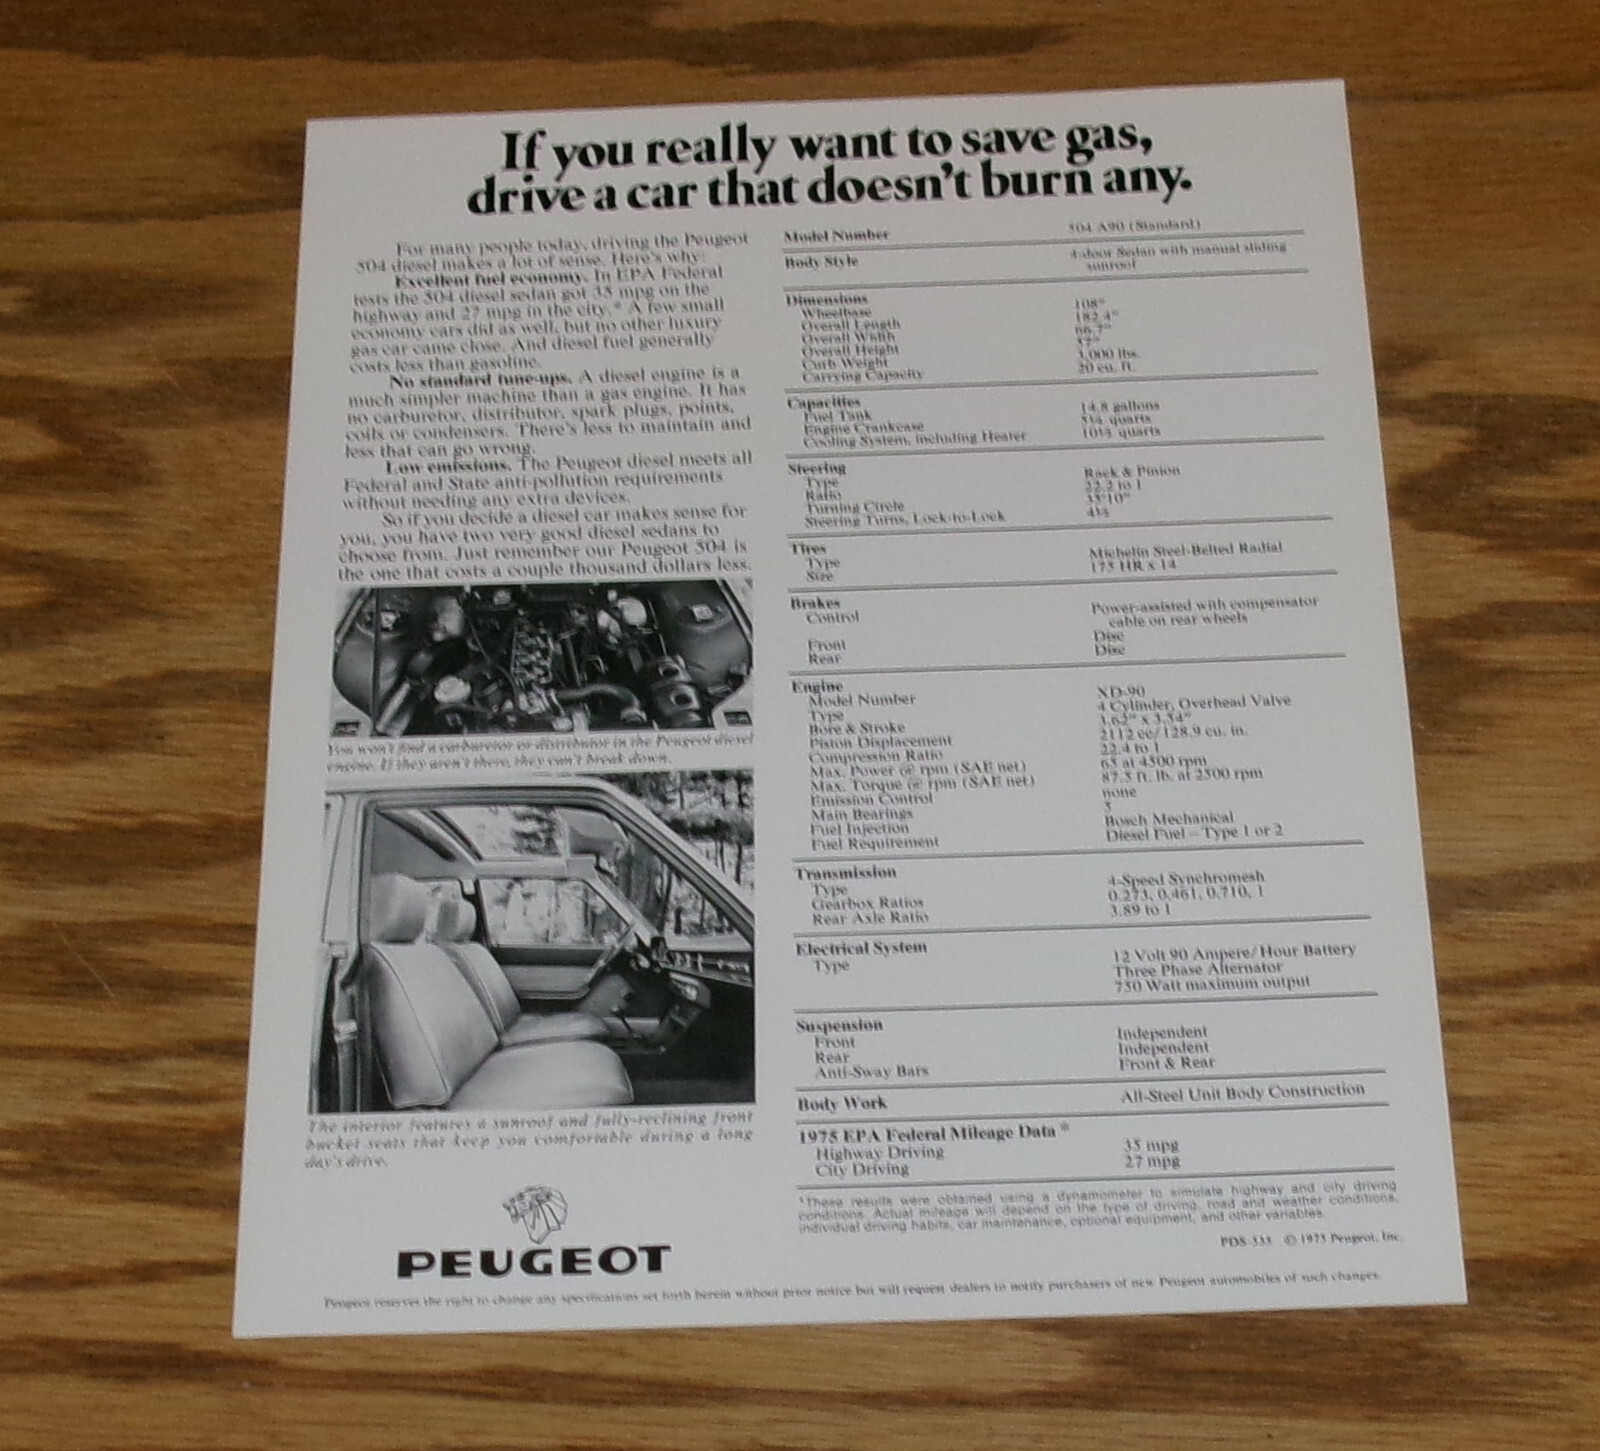 If you really want to save gas,
drive a car that doesn't burn any.
For many people today, driving the Peugeot
504 diesel makes a lot of sense. Here's why:
Excellent fuel economy. In EPA Federal
tests the 504 diesel sedan got 35 mpg on the
highway and 27 mpg in the city.* A few small
economy cars did as well, but no other luxury
gas car came close. And diesel fuel generally
costs less than gasoline.
No standard tune-ups. A diesel engine is a
much simpler machine than a gas engine. It has
no carburetor, distributor, spark plugs, points,
coils or condensers. There's less to maintain and
less that can go wrong.
Low emissions. The Peugeot diesel meets all
Federal and State anti-pollution requirements
without needing any extra devices.
So if you decide a diesel car makes sense for
you, you have two very good diesel sedans to
choose from. Just remember our Peugeot 504 is
the one that costs a couple thousand dollars less.
You won't find a carburetor or distributor in the Peugeot diesel
engine. If they aren't there, they can't break down.
The interior features a sunroof and fully-reclining front
bucket seats that keep you comfortable during a long
day's drive.
PEUGEOT
Model Number 504 A90 (Standard)
Body Style 4-door Sedan with manual sliding
sunroof
Dimensions
Wheelbase 108"
Overall Length 182.4"
Overall Width 66.7"
Overall Height 57"
Curb Weight 3,000 lbs.
Carrying Capacity 20 cu. ft.
Capacities
Fuel Tank 14.8 gallons
Engine Crankcase quarts
Cooling System, including Heater quarts
Steering
Type Rack & Pinion
Ratio 22.2 to 1
Turning Circle 35'10"
Steering Turns, Lock-to-Lock
Tires
Type Michelin Steel-Belted Radial
Size 175 HR x 14
Brakes
Control Power-assisted with compensator
cable on rear wheels
Front Disc
Rear Disc
Engine
Model Number XD-90
Type 4 Cylinder, Overhead Valve
Bore & Stroke 3.62" x 3.54"
Piston Displacement 2112 cc/128.9 cu. in.
Compression Ratio 22.4 to 1
Max. Power @ rpm (SAE net) 65 at 4500 rpm
Max. Torque @ rpm (SAE net) 87.5 ft. lb. at 2500 rpm
Emission Control none
Main Bearings 5
Fuel Injection Bosch Mechanical
Fuel Requirement Diesel Fuel – Type 1 or 2
Transmission
Type 4-Speed Synchromesh
Gearbox Ratios 0.273, 0.461, 0.710, 1
Rear Axle Ratio 3.89 to 1
Electrical System
Type 12 Volt 90 Ampere/Hour Battery
Three Phase Alternator
750 Watt maximum output
Suspension
Front Independent
Rear Independent
Anti-Sway Bars Front & Rear
Body Work All-Steel Unit Body Construction
1975 EPA Federal Mileage Data *
Highway Driving 35 mpg
City Driving 27 mpg
*These results were obtained using a dynamometer to simulate highway and city driving
conditions. Actual mileage will depend on the type of driving, road and weather conditions,
individual driving habits, car maintenance, optional equipment, and other variables.
PDS-535 © 1975 Peugeot, Inc.
Peugeot reserves the right to change any specifications set forth herein without prior notice but will request dealers to notify purchasers of new Peugeot automobiles of such changes.